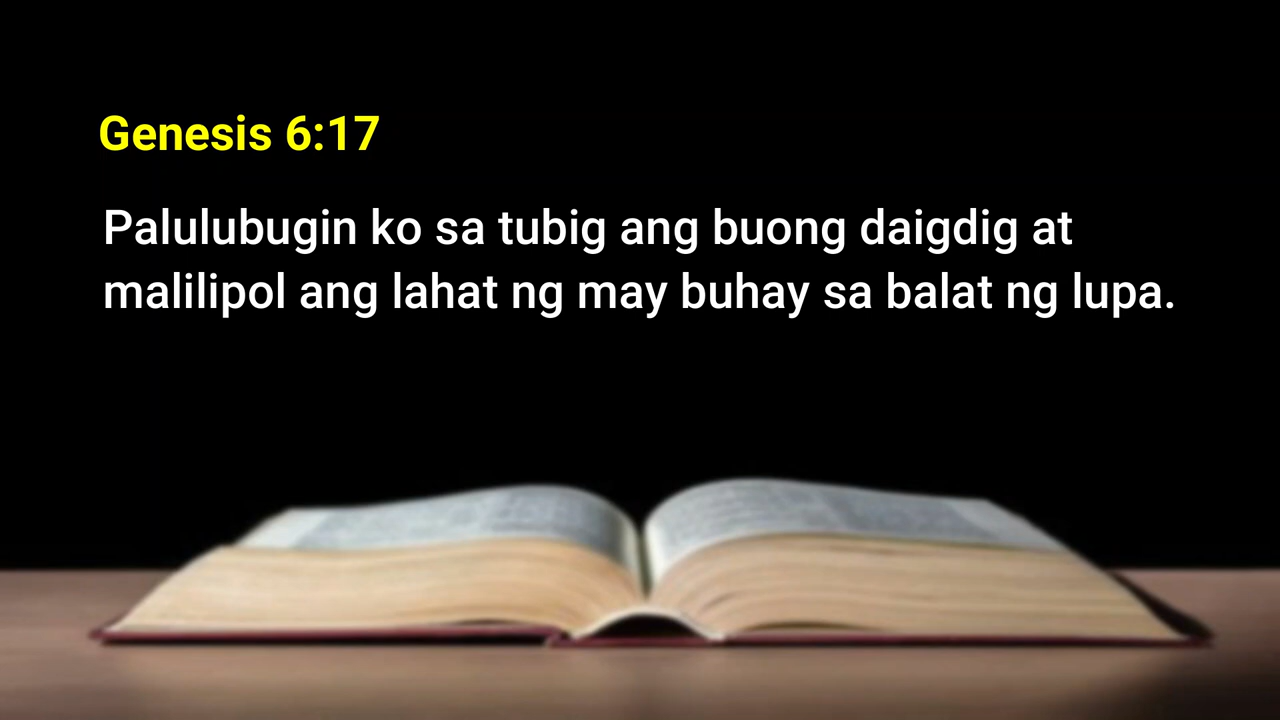 Genesis 6:17
Palulubugin ko sa tubig ang buong daigdig at
malilipol ang lahat ng may buhay sa balat ng lupa.